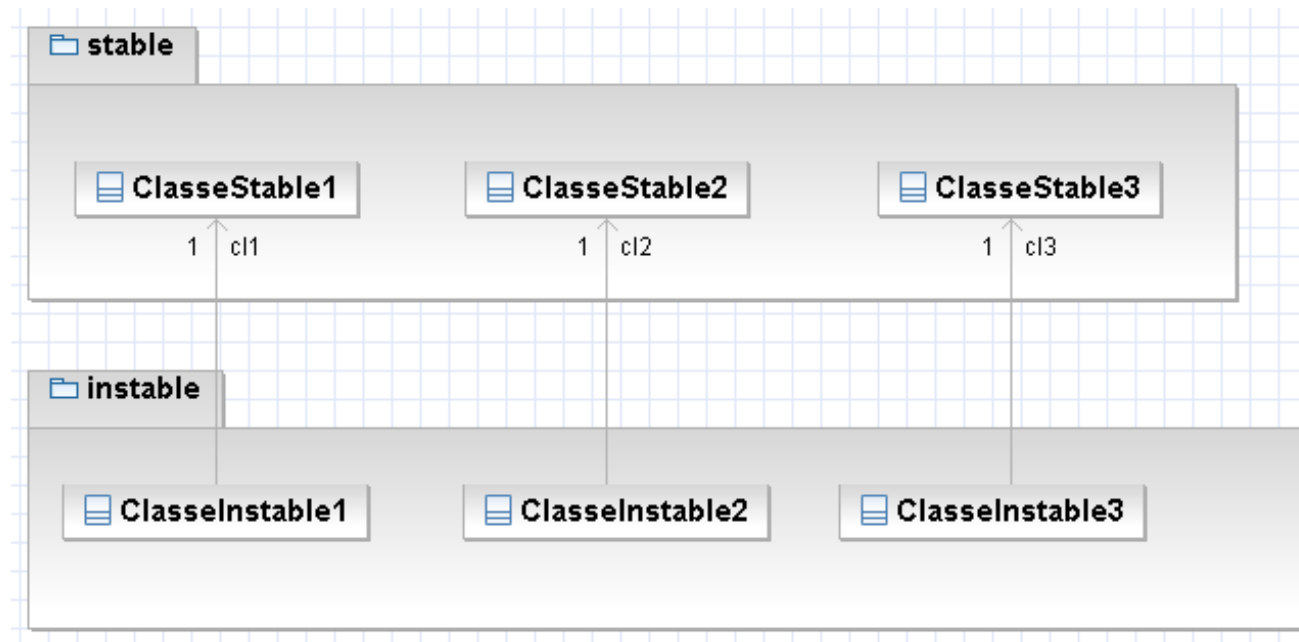 stable
ClasseStable1 ClasseStable2 ClasseStable3
1 cl1 1 cl2 1 cl3
instable
ClasseInstable1 ClasseInstable2 ClasseInstable3